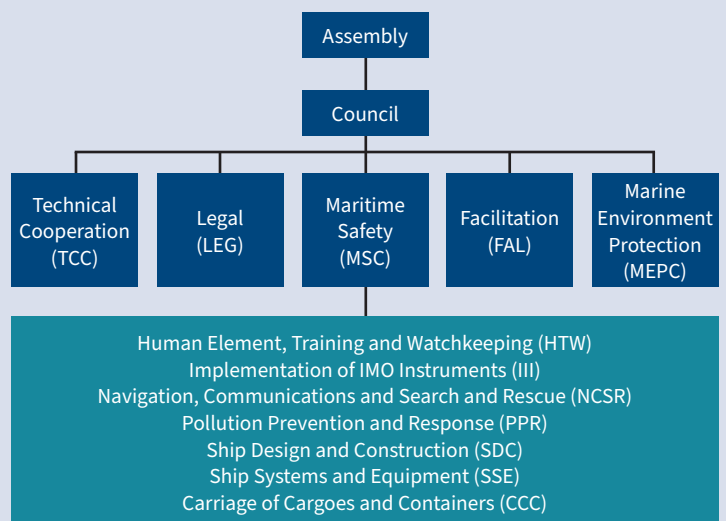 Assembly
Council
Technical
Cooperation
(TCC)
Legal
(LEG)
Maritime
Safety
(MSC)
Facilitation
(FAL)
Marine
Environment
Protection
(MEPC)
Human Element, Training and Watchkeeping (HTW)
Implementation of IMO Instruments (III)
Navigation, Communications and Search and Rescue (NCSR)
Pollution Prevention and Response (PPR)
Ship Design and Construction (SDC)
Ship Systems and Equipment (SSE)
Carriage of Cargoes and Containers (CCC)